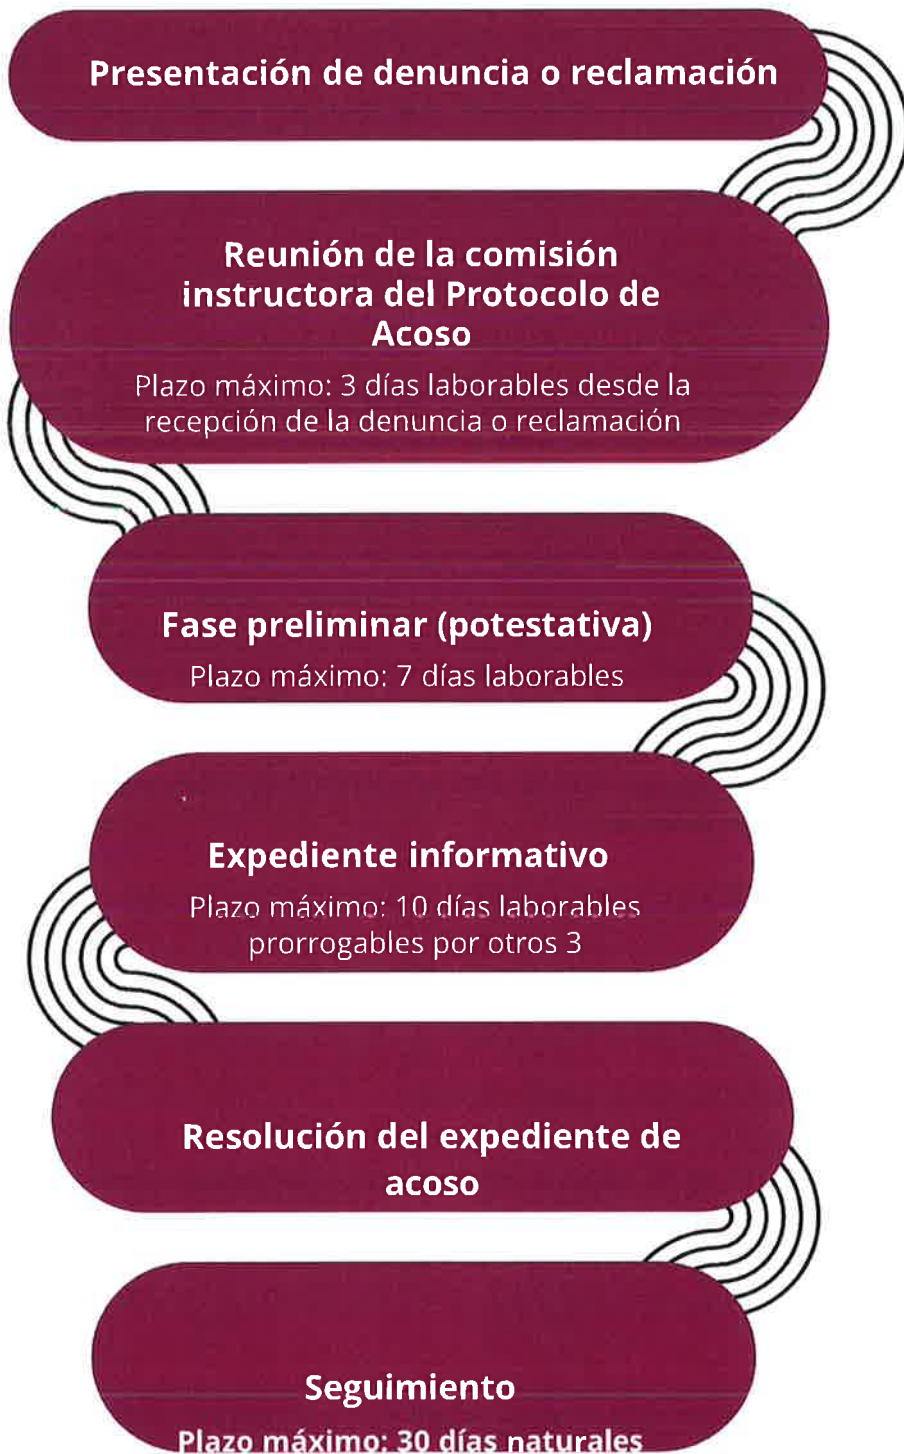 Presentación de denuncia o reclamación
Reunión de la comisión
instructora del Protocolo de
Acoso
Plazo máximo: 3 días laborables desde la
recepción de la denuncia o reclamación
Fase preliminar (potestativa)
Plazo máximo: 7 días laborables
Expediente informativo
Plazo máximo: 10 días laborables
prorrogables por otros 3
Resolución del expediente de
acoso
Seguimiento
Plazo máximo: 30 días naturales